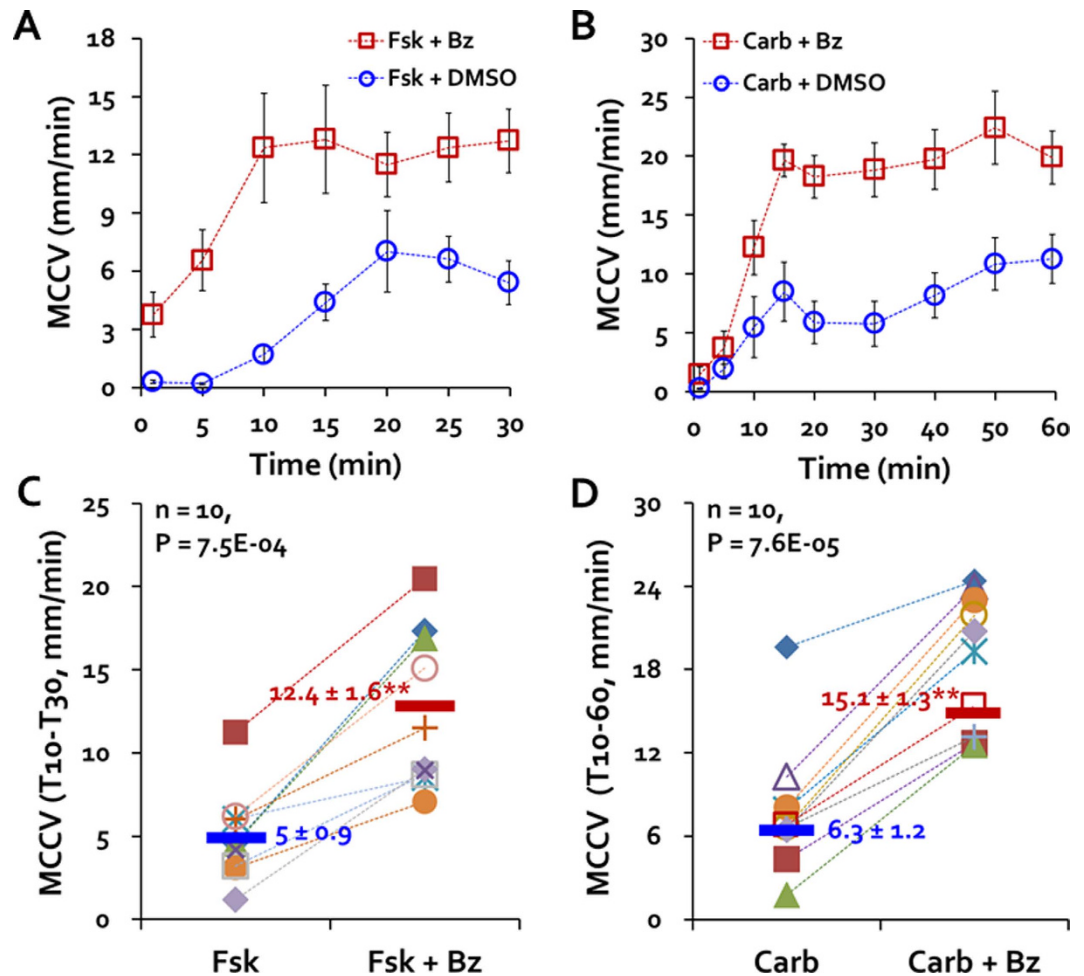 A
Fsk + Bz
Fsk + DMSO
MCCV (mm/min)
18
15
12
9
6
3
0
0 5 10 15 20 25 30
Time (min)
B
Carb + Bz
Carb + DMSO
MCCV (mm/min)
30
25
20
15
10
5
0
0 10 20 30 40 50 60
Time (min)
C
n = 10,
P = 7.5E-04
MCCV (T10-T30, mm/min)
25
20
15
10
5
0
12.4 ± 1.6**
5 ± 0.9
Fsk Fsk + Bz
D
n = 10,
P = 7.6E-05
MCCV (T10-60, mm/min)
30
24
18
12
6
0
15.1 ± 1.3**
6.3 ± 1.2
Carb Carb + Bz